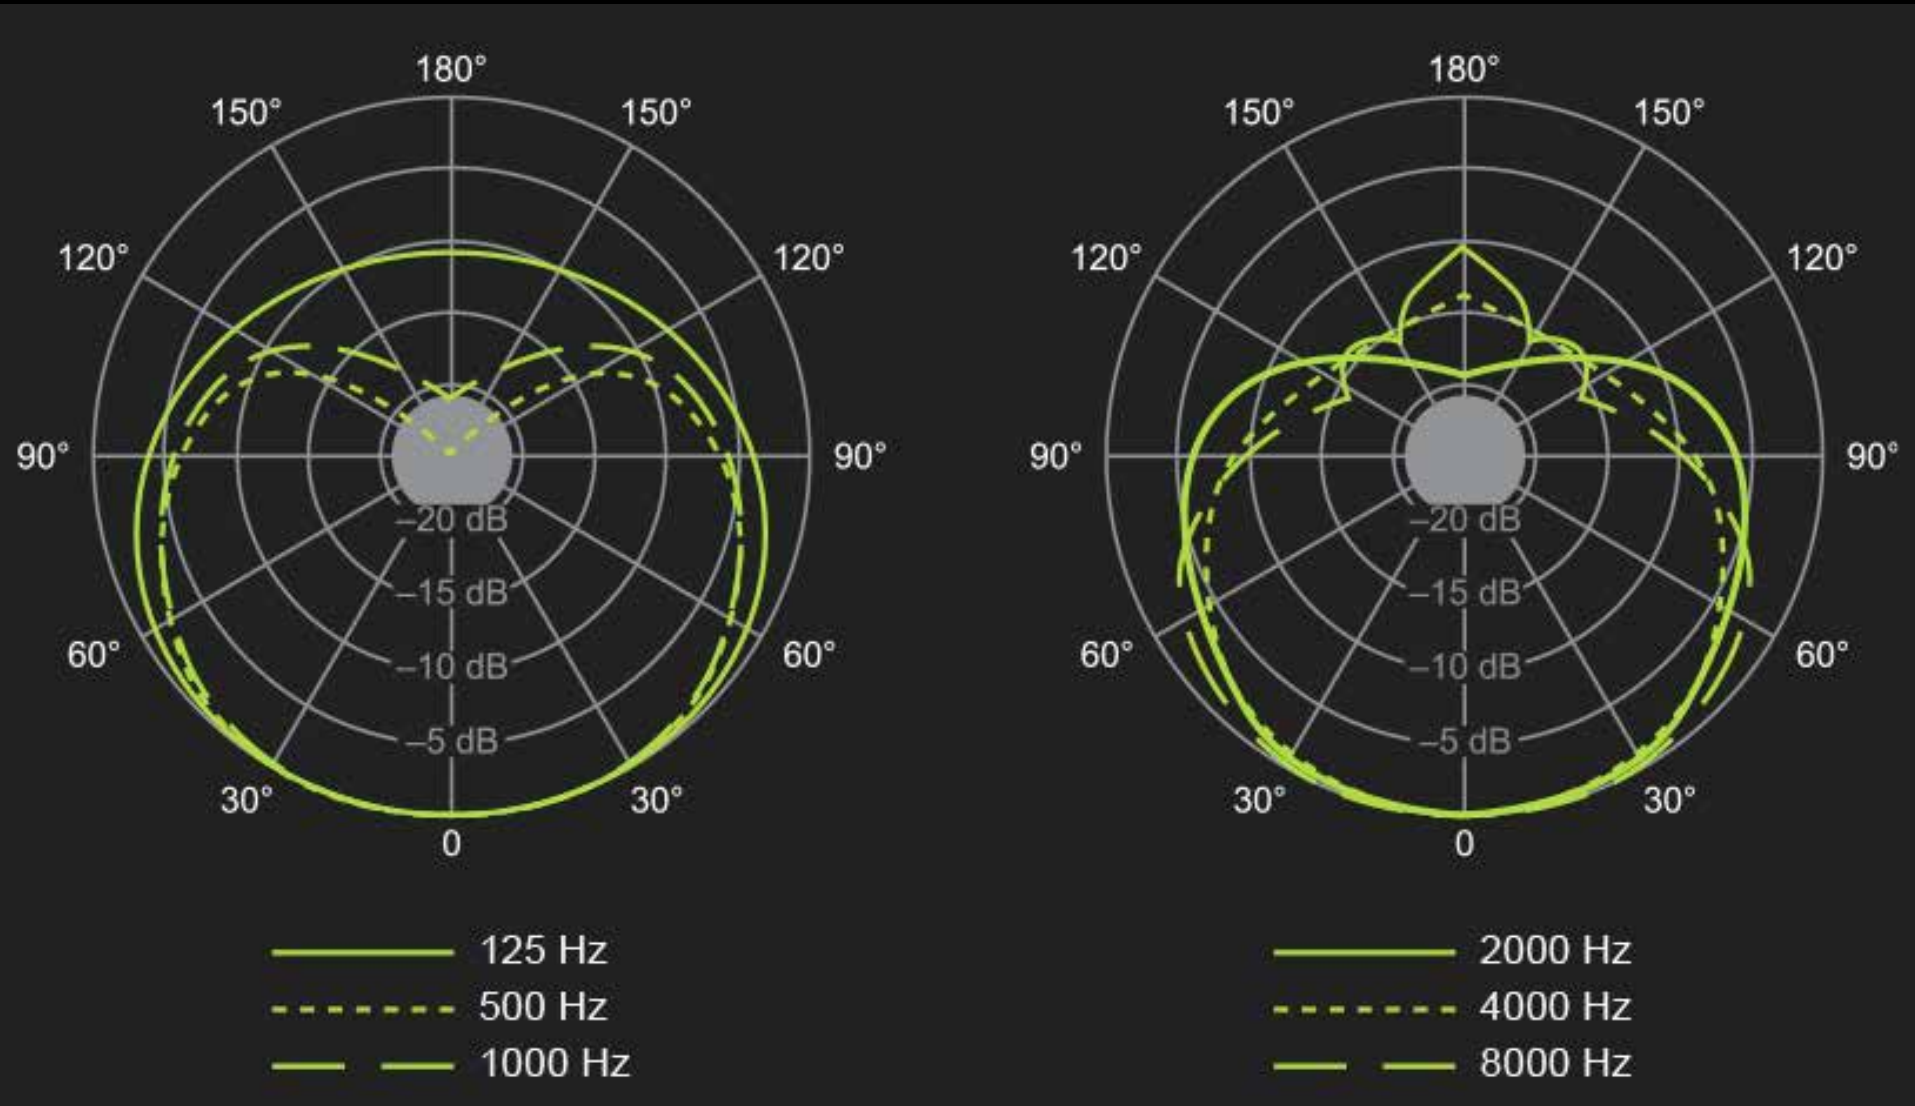 180°
150° 150°
120° 120°
90° 90°
–20 dB
–15 dB
60° 60°
–10 dB
–5 dB
30° 30°
0
125 Hz
500 Hz
1000 Hz
180°
150° 150°
120° 120°
90° 90°
–20 dB
–15 dB
60° 60°
–10 dB
–5 dB
30° 30°
0
2000 Hz
4000 Hz
8000 Hz